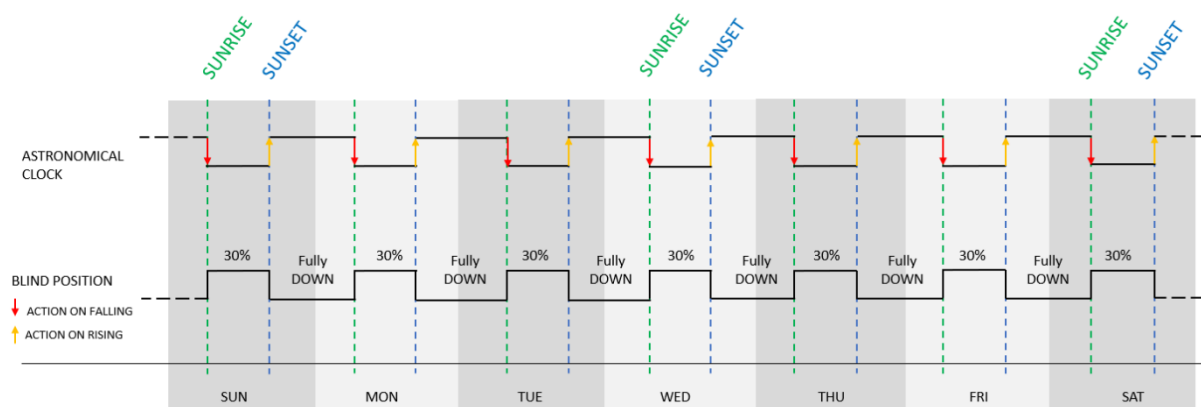 SUNRISE
SUNSET
SUNRISE
SUNSET
SUNRISE
SUNSET
ASTRONOMICAL
CLOCK
30%
Fully
DOWN
30%
Fully
DOWN
30%
Fully
DOWN
30%
Fully
DOWN
30%
Fully
DOWN
30%
Fully
DOWN
30%
BLIND POSITION
ACTION ON FALLING
ACTION ON RISING
SUN
MON
TUE
WED
THU
FRI
SAT